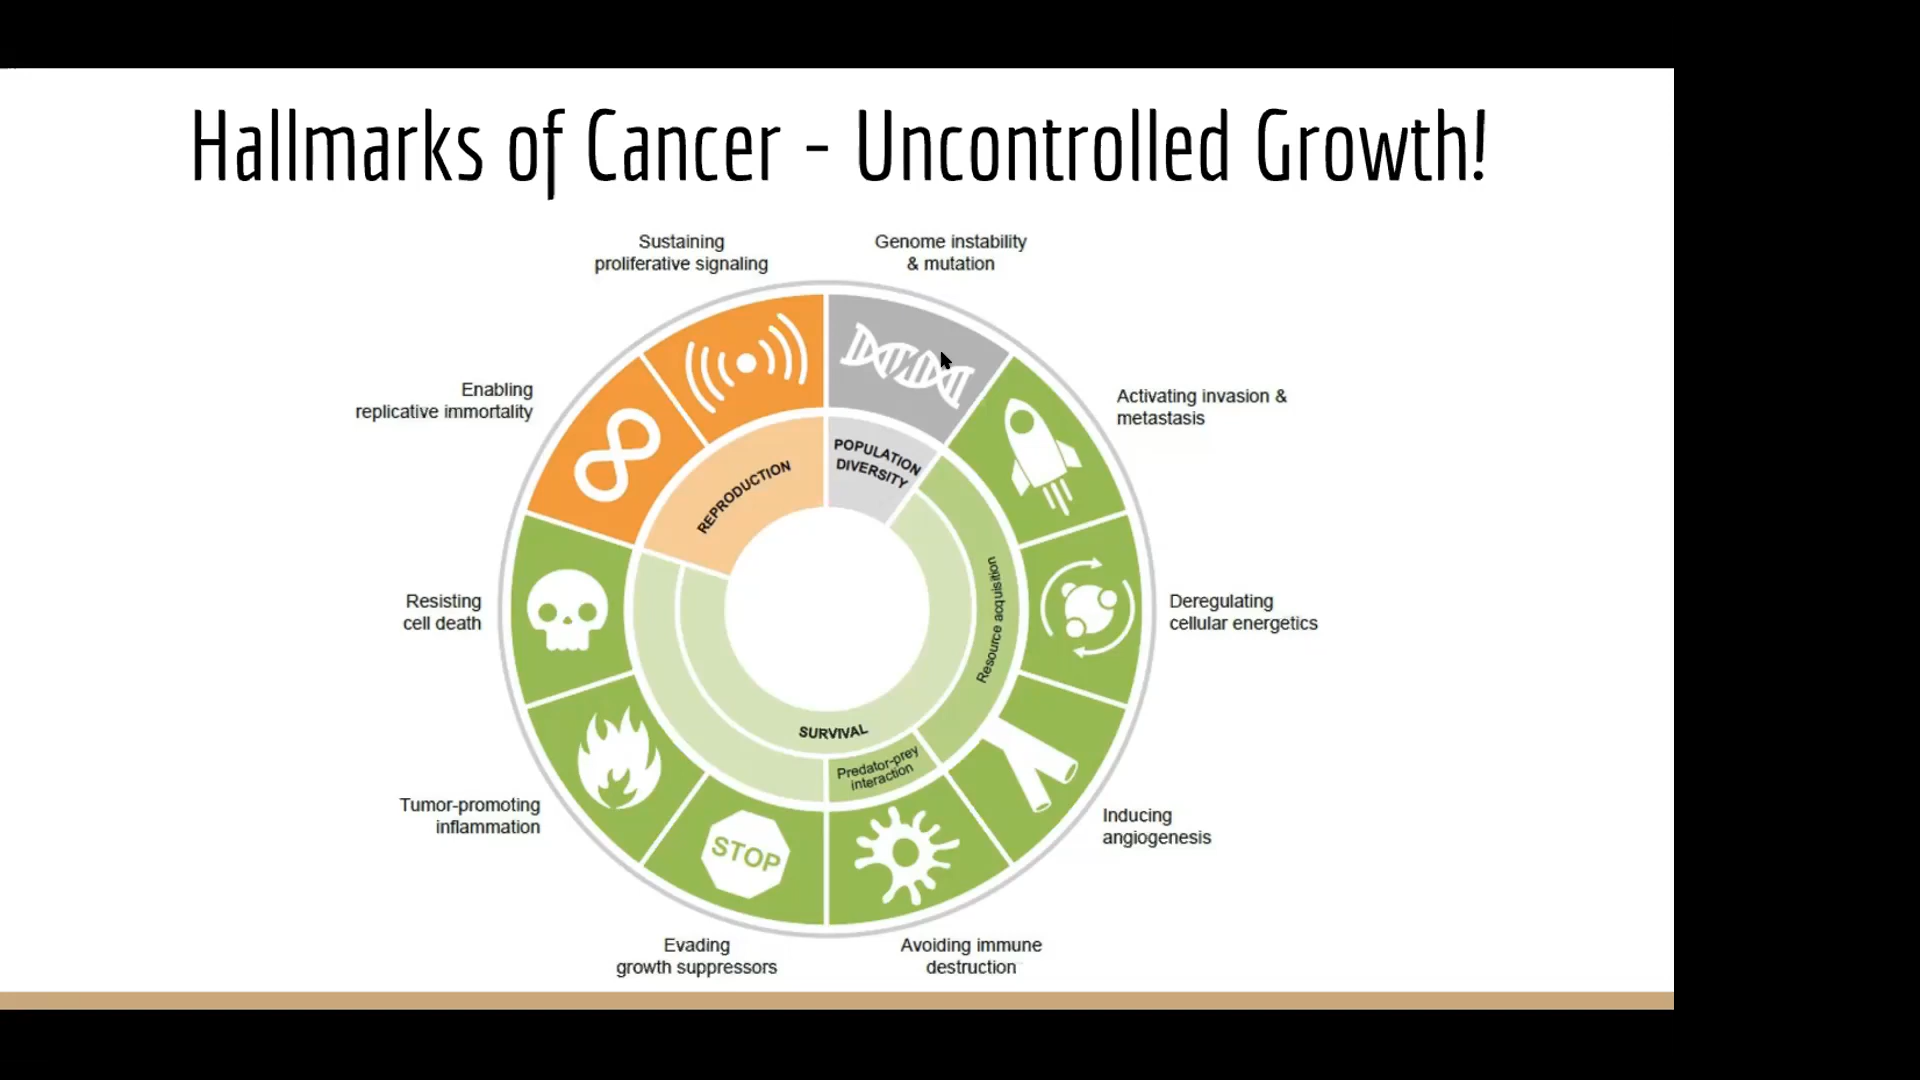 Hallmarks of Cancer - Uncontrolled Growth!
Sustaining
proliferative signaling
Genome instability
& mutation
Enabling
replicative immortality
Activating invasion &
metastasis
REPRODUCTION
POPULATION
DIVERSITY
Resisting
cell death
Resource acquisition
Deregulating
cellular energetics
SURVIVAL
Predator-prey
interaction
Tumor-promoting
inflammation
Inducing
angiogenesis
STOP
Evading
growth suppressors
Avoiding immune
destruction